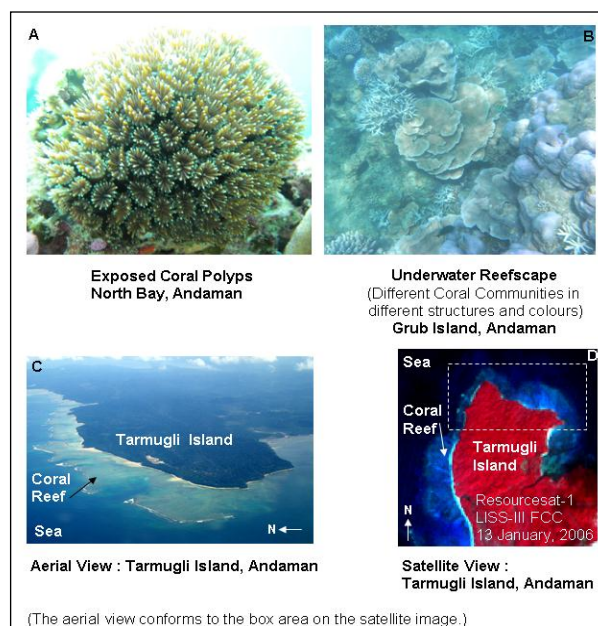 A
B
Exposed Coral Polyps
North Bay, Andaman
Underwater Reefscape
(Different Coral Communities in
different structures and colours)
Grub Island, Andaman
C
Tarmugli Island
Coral
Reef
Sea
N
Aerial View : Tarmugli Island, Andaman
D
Sea
Coral
Reef
Tarmugli
Island
N
Resourcesat-1
LISS-III FCC
13 January, 2006
Satellite View :
Tarmugli Island, Andaman
(The aerial view conforms to the box area on the satellite image.)